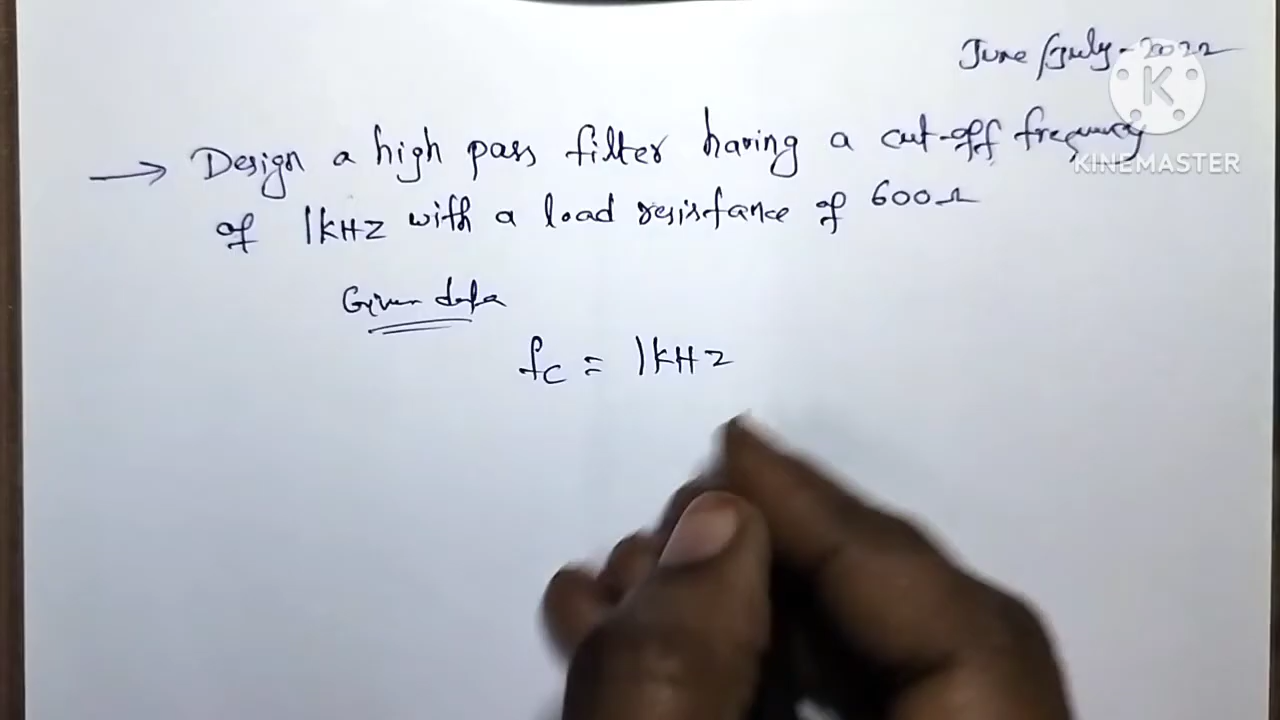 June/July-2022
→ Design a high pass filter having a cut-off frequency
KINEMASTER
of 1kHz with a load resistance of 600Ω
Given data
fc = 1kHz